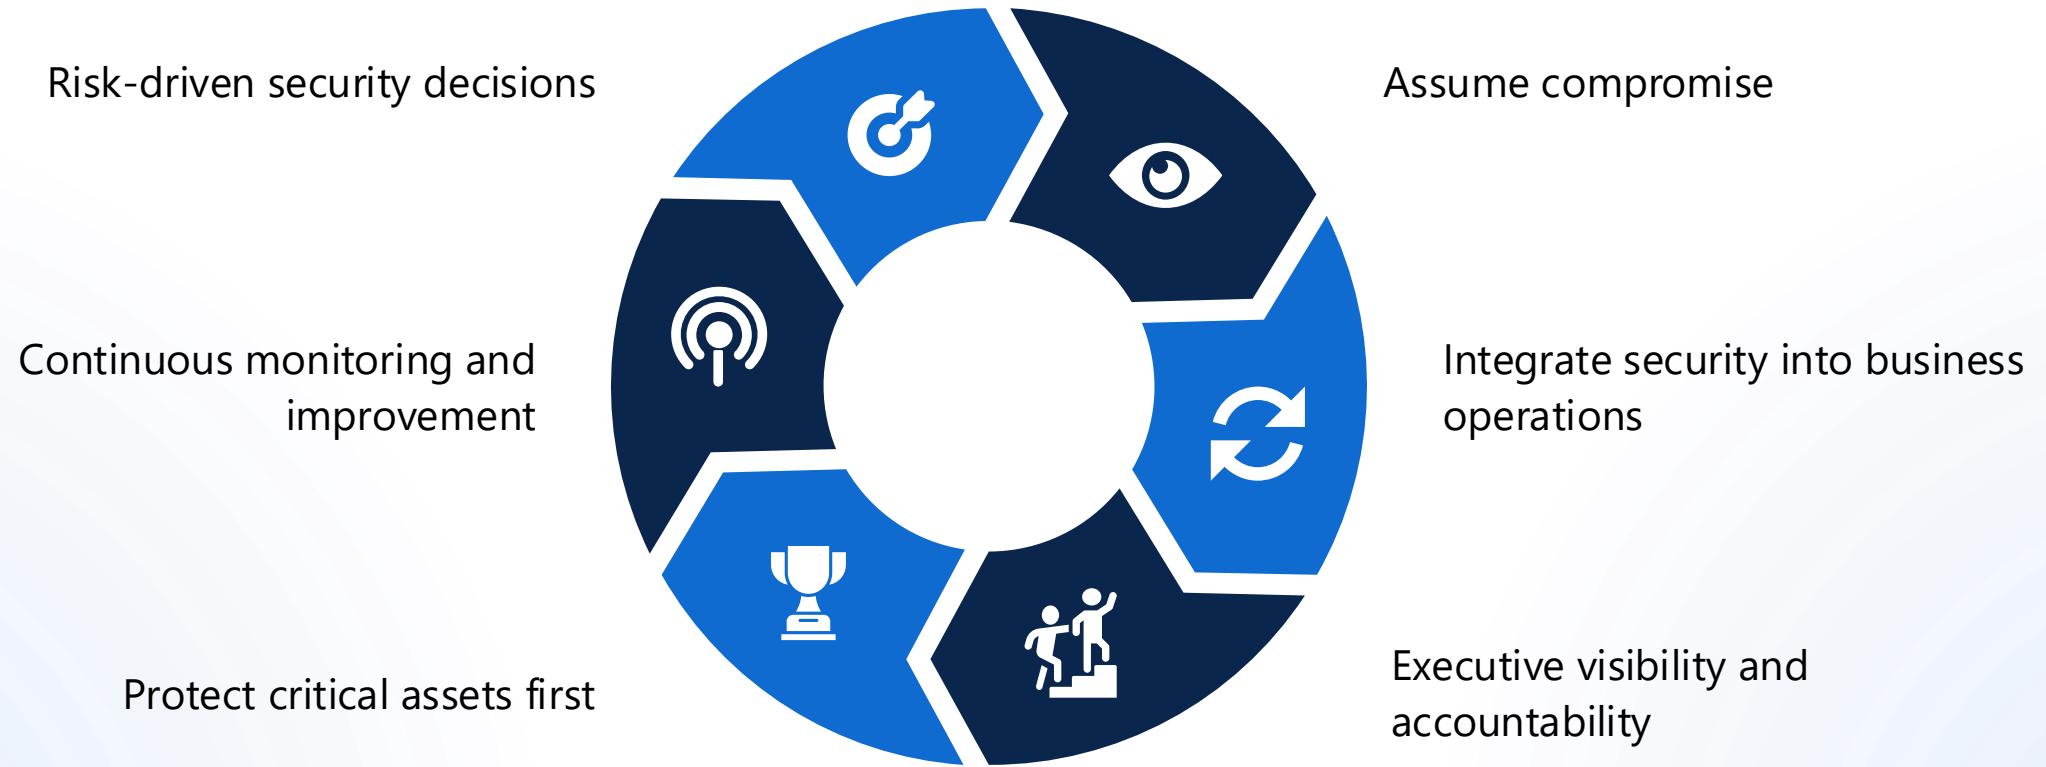 Risk-driven security decisions
Assume compromise
Continuous monitoring and
improvement
Integrate security into business
operations
Protect critical assets first
Executive visibility and
accountability